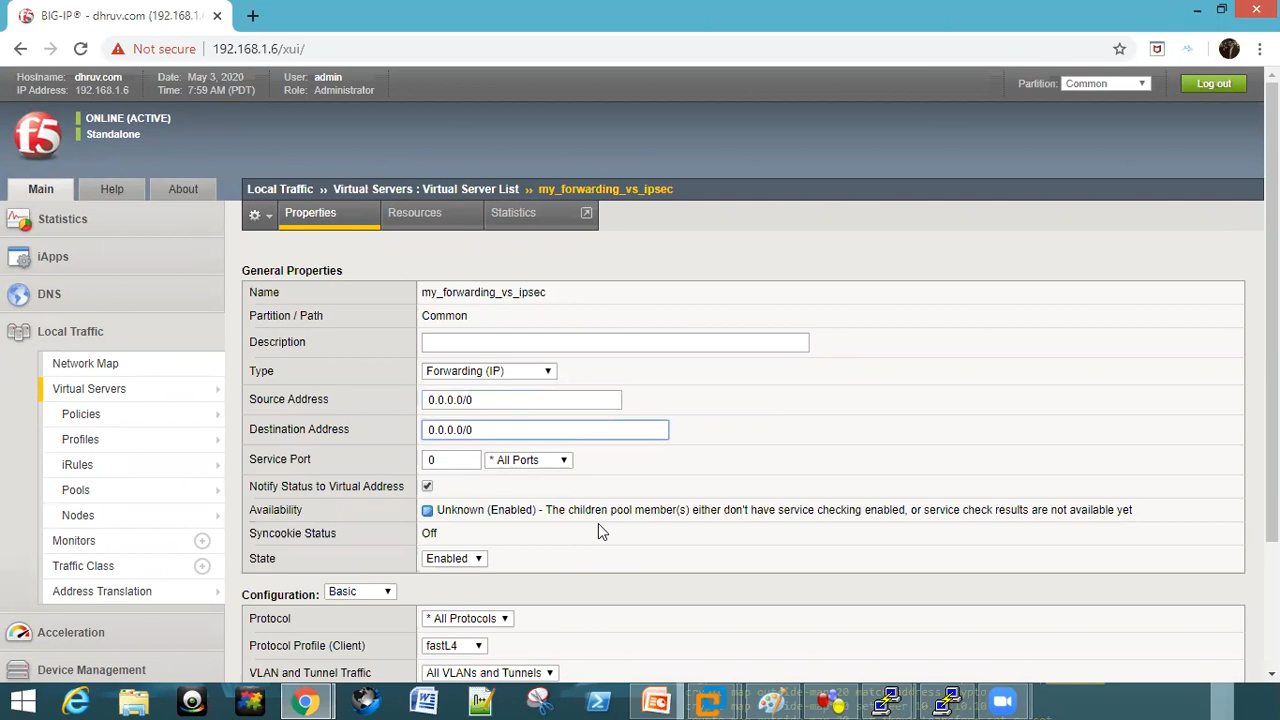 BIG-IP® - dhruv.com (192.168.1.
Not secure 192.168.1.6/xui/
Hostname: dhruv.com Date: May 3, 2020 User: admin
IP Address: 192.168.1.6 Time: 7:59 AM (PDT) Role: Administrator
Partition: Common Log out
f5
ONLINE (ACTIVE)
Standalone
Main Help About
Local Traffic ›› Virtual Servers : Virtual Server List ›› my_forwarding_vs_ipsec
Properties Resources Statistics
Statistics
iApps
DNS
Local Traffic
Network Map
Virtual Servers
Policies
Profiles
iRules
Pools
Nodes
Monitors
Traffic Class
Address Translation
Acceleration
Device Management
General Properties
Name my_forwarding_vs_ipsec
Partition / Path Common
Description
Type Forwarding (IP)
Source Address 0.0.0.0/0
Destination Address 0.0.0.0/0
Service Port 0 * All Ports
Notify Status to Virtual Address
Availability Unknown (Enabled) - The children pool member(s) either don't have service checking enabled, or service check results are not available yet
Syncookie Status Off
State Enabled
Configuration: Basic
Protocol * All Protocols
Protocol Profile (Client) fastL4
VLAN and Tunnel Traffic All VLANs and Tunnels